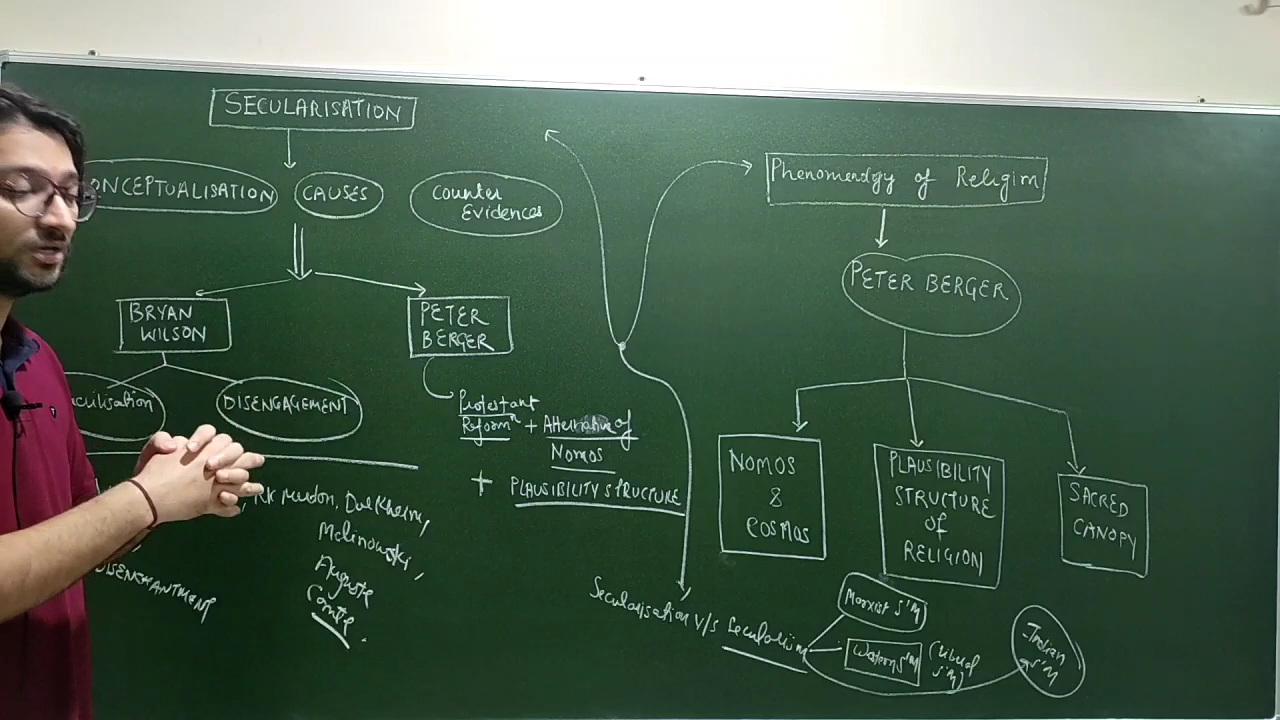 SECULARISATION
ONCEPTUALISATION
CAUSES
Counter
Evidences
BRYAN
WILSON
PETER
BERGER
DISENGAGEMENT
Protestant
Reformⁿ + Alternative of
Nomos
+ PLAUSIBILITY STRUCTURE
RK Merton, Durkheim,
Malinowski,
Auguste
Comte.
DISENCHANTMENT
Phenomenology of Religion
PETER BERGER
NOMOS
&
COSMOS
PLAUSIBILITY
STRUCTURE
of
RELIGION
SACRED
CANOPY
Secularisation v/s Secularism
Marxist S'M
Western S'M
(liberal
S'M)
Indian
S'M